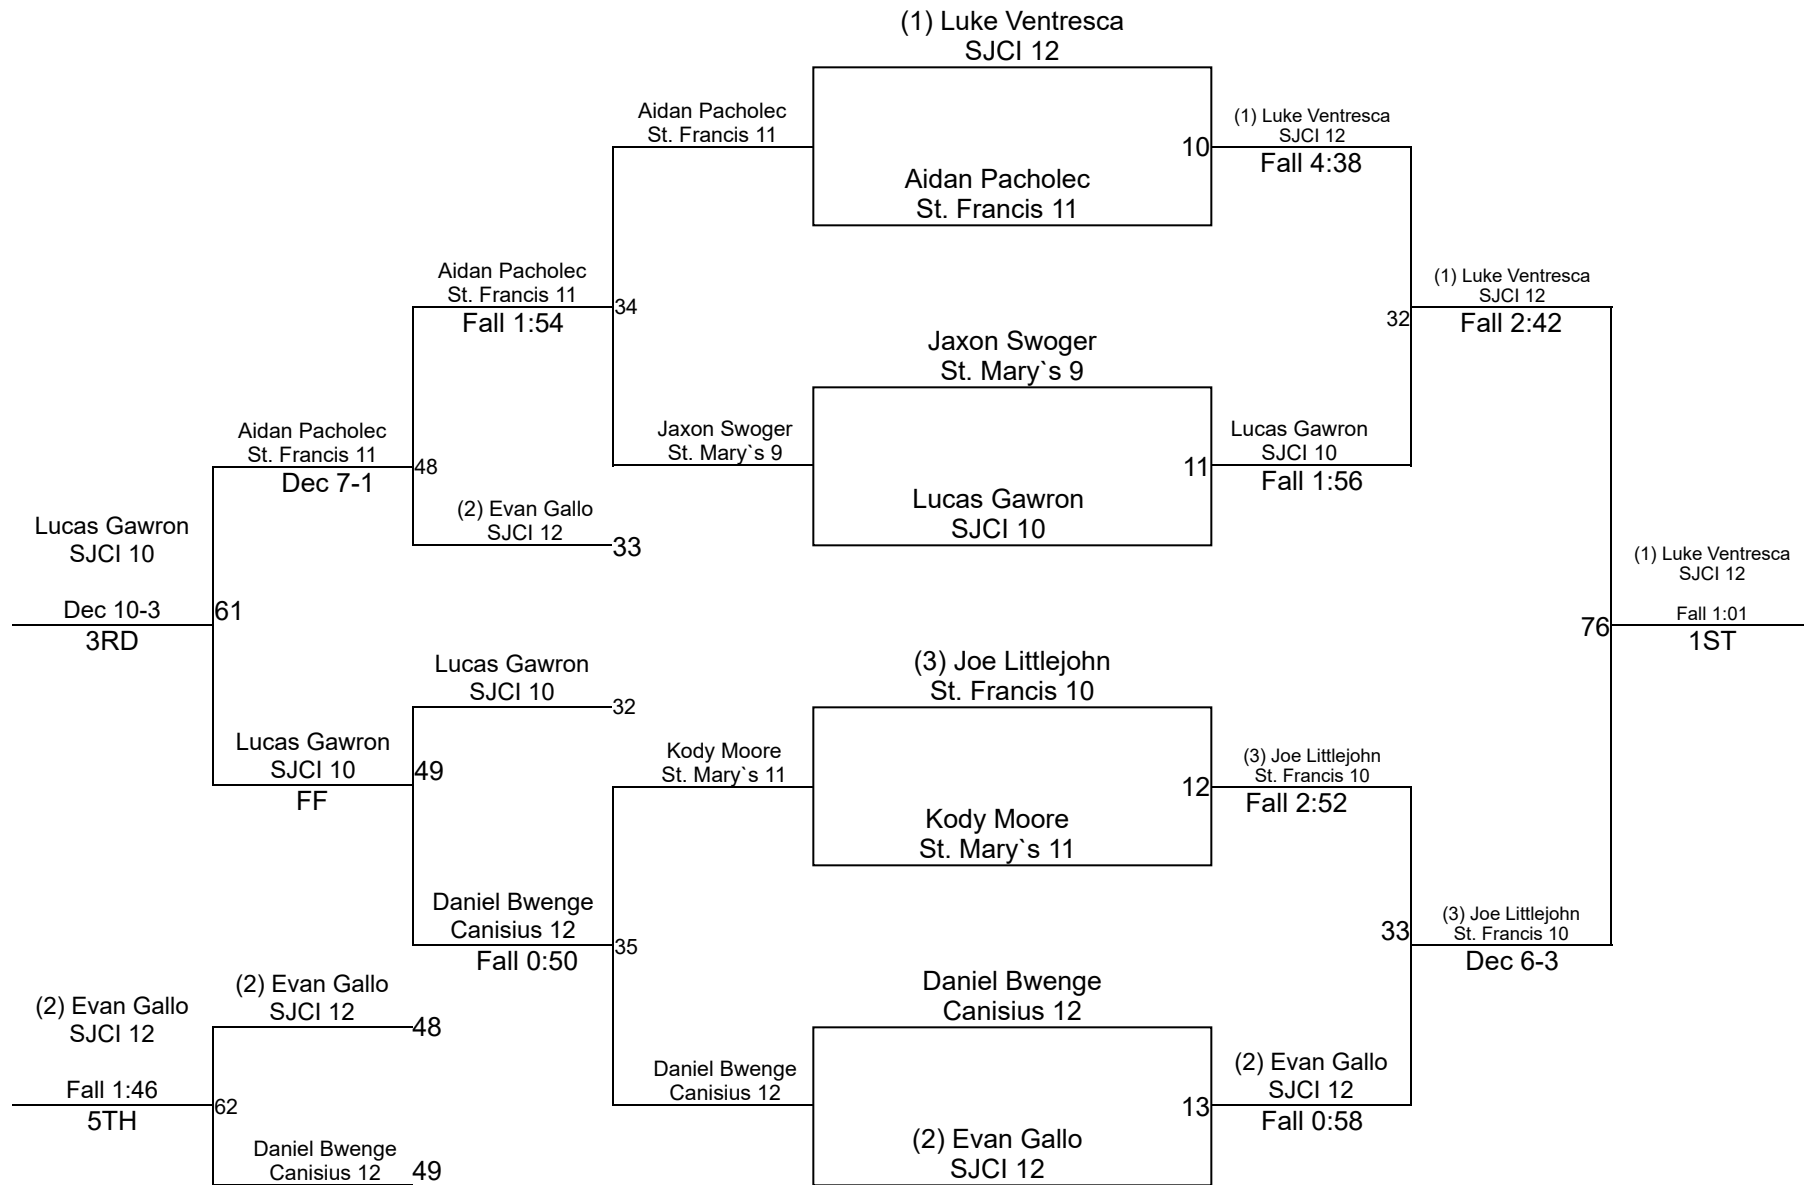 (1) Luke Ventresca
SJCI 12
Aidan Pacholec
St. Francis 11
10
(1) Luke Ventresca
SJCI 12
Fall 4:38
Aidan Pacholec
St. Francis 11
Aidan Pacholec
St. Francis 11
Fall 1:54
34
(1) Luke Ventresca
SJCI 12
Fall 2:42
32
Jaxon Swoger
St. Mary`s 9
Aidan Pacholec
St. Francis 11
Dec 7-1
48
Jaxon Swoger
St. Mary`s 9
11
Lucas Gawron
SJCI 10
Fall 1:56
(2) Evan Gallo
SJCI 12
33
Lucas Gawron
SJCI 10
Lucas Gawron
SJCI 10
Dec 10-3
3RD
61
(1) Luke Ventresca
SJCI 12
Fall 1:01
1ST
76
Lucas Gawron
SJCI 10
32
(3) Joe Littlejohn
St. Francis 10
Lucas Gawron
SJCI 10
FF
49
Kody Moore
St. Mary`s 11
12
(3) Joe Littlejohn
St. Francis 10
Fall 2:52
Kody Moore
St. Mary`s 11
Daniel Bwenge
Canisius 12
Fall 0:50
35
33
(3) Joe Littlejohn
St. Francis 10
Dec 6-3
Daniel Bwenge
Canisius 12
(2) Evan Gallo
SJCI 12
Fall 1:46
5TH
(2) Evan Gallo
SJCI 12
48
62
Daniel Bwenge
Canisius 12
13
(2) Evan Gallo
SJCI 12
Fall 0:58
Daniel Bwenge
Canisius 12
49
(2) Evan Gallo
SJCI 12